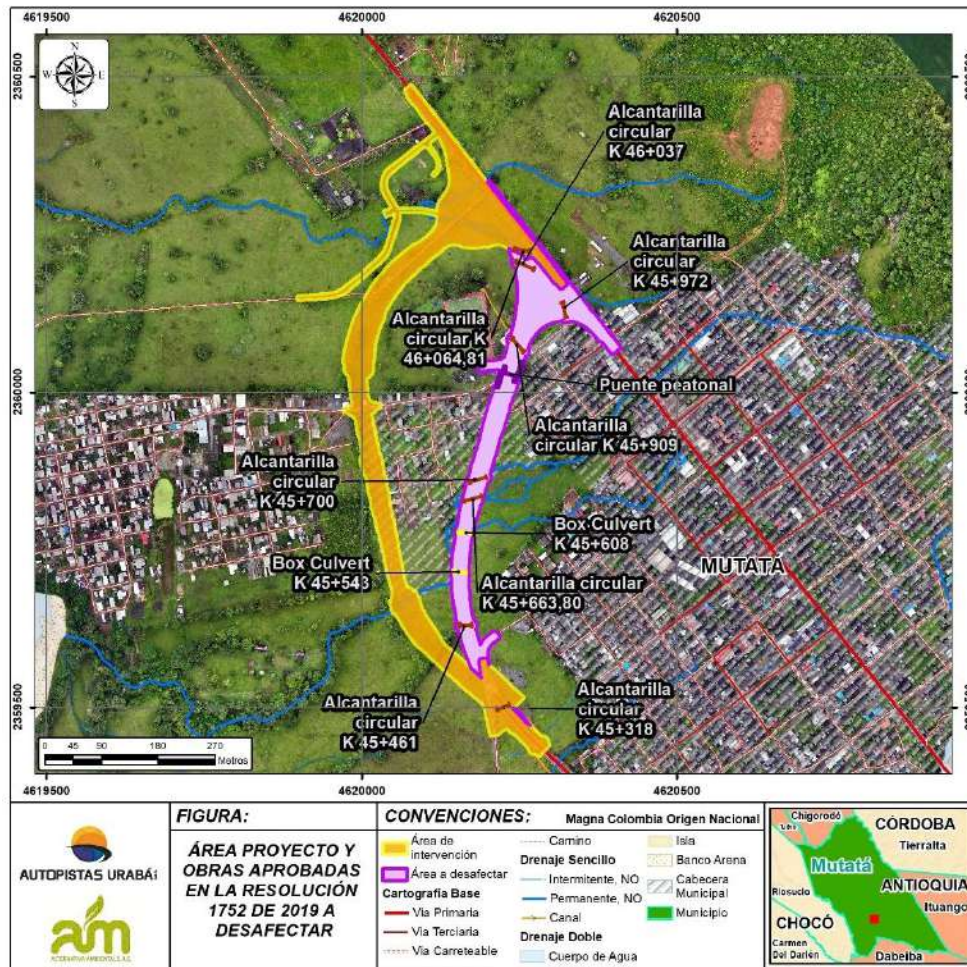 4619500
4620000
4620500
2360500
N
W
E
S
Alcantarilla
circular
K 46+037
Alcantarilla
circular
K 45+972
Alcantarilla
circular K
46+064,81
2360000
Puente peatonal
Alcantarilla
circular K 45+909
Alcantarilla
circular
K 45+700
Box Culvert
K 45+608
Box Culvert
K 45+543
MUTATÁ
Alcantarilla circular
K 45+663,80
2359500
Alcantarilla
circular
K 45+461
Alcantarilla
circular
K 45+318
0 45 90 180 270
Metros
4619500
4620000
4620500
AUTOPISTAS URABÁ
FIGURA:
ÁREA PROYECTO Y
OBRAS APROBADAS
EN LA RESOLUCIÓN
1752 DE 2019 A
DESAFECTAR
CONVENCIONES: Magna Colombia Origen Nacional
Área de
intervención
Área a desafectar
Cartografía Base
Vía Primaria
Vía Terciaria
Vía Carreteable
Camino
Drenaje Sencillo
Intermitente, NO
Permanente, NO
Canal
Drenaje Doble
Cuerpo de Agua
Isla
Banco Arena
Cabecera
Municipal
Municipio
Chigorodó
CÓRDOBA
Tierralta
Mutatá
Riosucio
ANTIOQUIA
Ituango
CHOCÓ
Carmen
Del Darién
Dabeiba